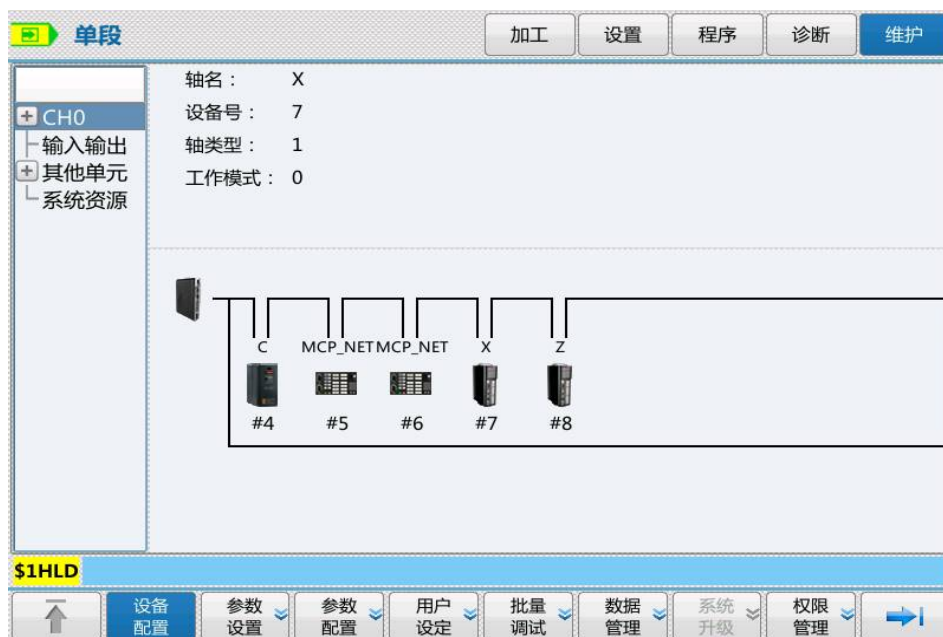 单段 加工 设置 程序 诊断 维护
轴名： X
设备号： 7
轴类型： 1
工作模式： 0
CH0
输入输出
其他单元
系统资源
C MCP_NET MCP_NET X Z
#4 #5 #6 #7 #8
$1HLD
设备 参数 参数 用户 批量 数据 系统 权限
配置 设置 配置 设定 调试 管理 升级 管理